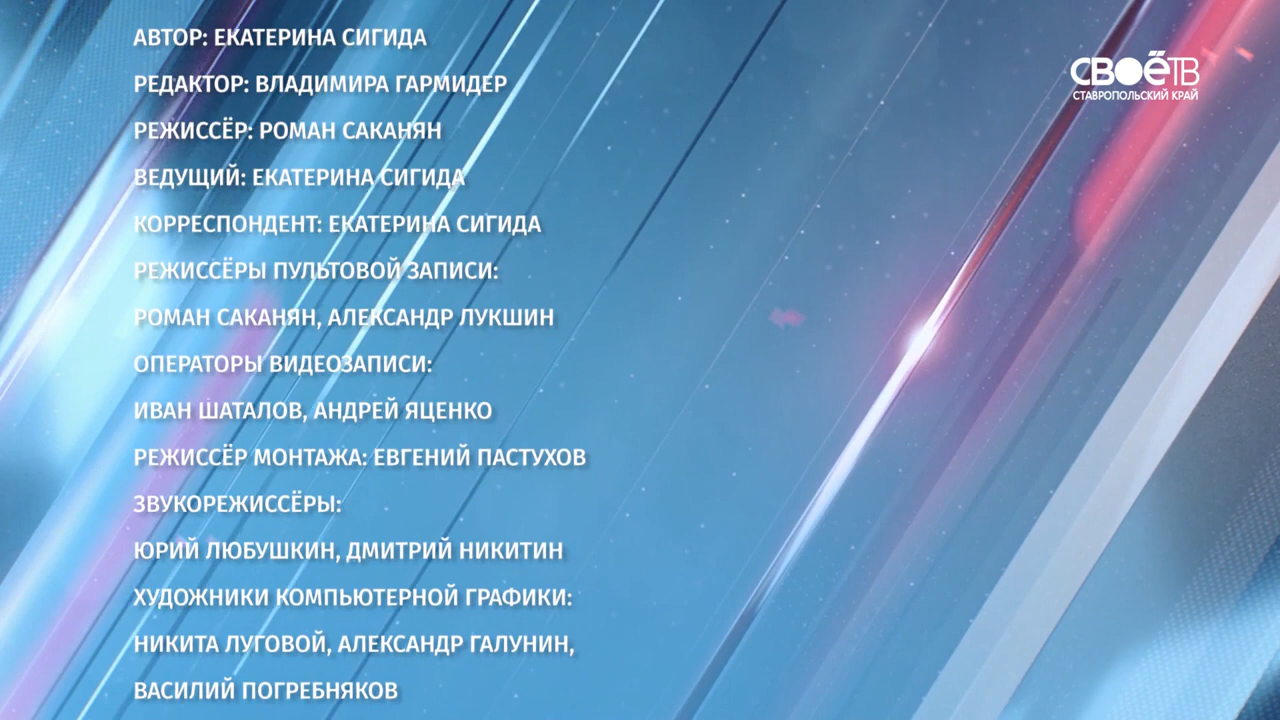 АВТОР: ЕКАТЕРИНА СИГИДА
РЕДАКТОР: ВЛАДИМИРА ГАРМИДЕР
РЕЖИССЁР: РОМАН САКАНЯН
ВЕДУЩИЙ: ЕКАТЕРИНА СИГИДА
КОРРЕСПОНДЕНТ: ЕКАТЕРИНА СИГИДА
РЕЖИССЁРЫ ПУЛЬТОВОЙ ЗАПИСИ:
РОМАН САКАНЯН, АЛЕКСАНДР ЛУКШИН
ОПЕРАТОРЫ ВИДЕОЗАПИСИ:
ИВАН ШАТАЛОВ, АНДРЕЙ ЯЦЕНКО
РЕЖИССЁР МОНТАЖА: ЕВГЕНИЙ ПАСТУХОВ
ЗВУКОРЕЖИССЁРЫ:
ЮРИЙ ЛЮБУШКИН, ДМИТРИЙ НИКИТИН
ХУДОЖНИКИ КОМПЬЮТЕРНОЙ ГРАФИКИ:
НИКИТА ЛУГОВОЙ, АЛЕКСАНДР ГАЛУНИН,
ВАСИЛИЙ ПОГРЕБНЯКОВ
СВОЁТВ
СТАВРОПОЛЬСКИЙ КРАЙ